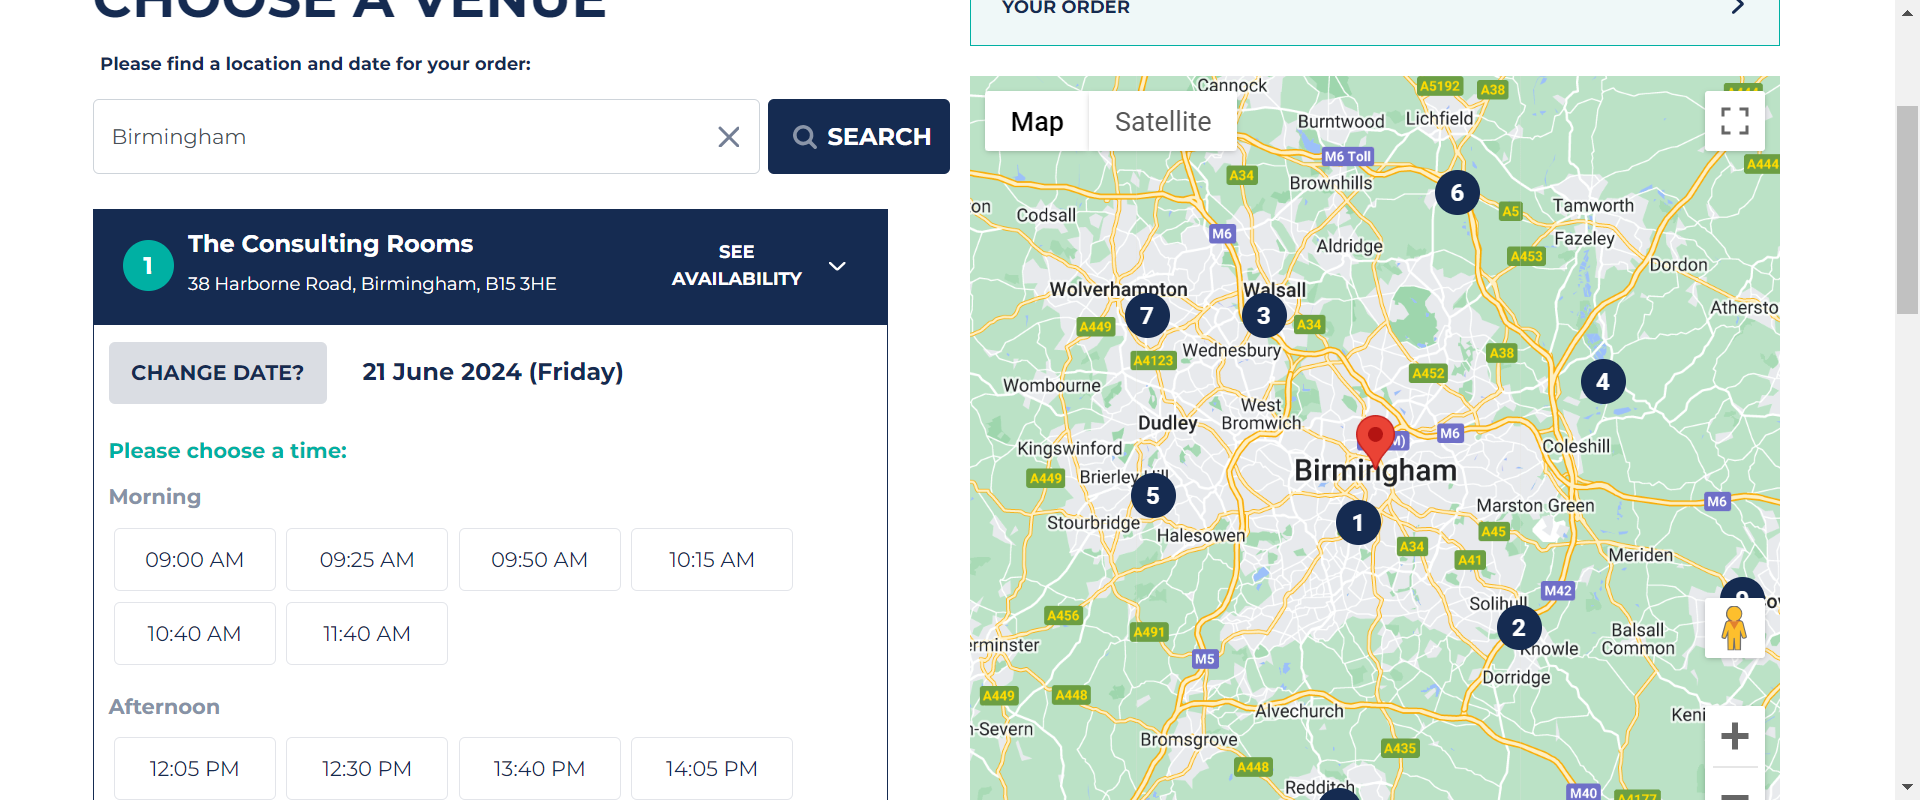 CHOOSE A VENUE
Please find a location and date for your order:
Birmingham
SEARCH
1
The Consulting Rooms
38 Harborne Road, Birmingham, B15 3HE
SEE
AVAILABILITY
CHANGE DATE?
21 June 2024 (Friday)
Please choose a time:
Morning
09:00 AM
09:25 AM
09:50 AM
10:15 AM
10:40 AM
11:40 AM
Afternoon
12:05 PM
12:30 PM
13:40 PM
14:05 PM
YOUR ORDER
Map
Satellite
Cannock
A5192
A38
Burntwood
Lichfield
M6 Toll
A444
A34
Brownhills
6
A5
Tamworth
Codsall
M6
Aldridge
Fazeley
A453
Dordon
Wolverhampton
Walsall
7
3
A449
A34
Wednesbury
A4123
A38
A452
Wombourne
4
West
Bromwich
Dudley
M6
Kingswinford
Coleshill
Birmingham
A449
Brierley Hill
5
1
M6
Marston Green
Stourbridge
Halesowen
A45
A34
A41
Meriden
M42
Solihull
A456
A491
2
Knowle
Balsall
Common
M5
Dorridge
A449
A448
Alvechurch
Bromsgrove
A435
A448
Redditch
M40
A4177